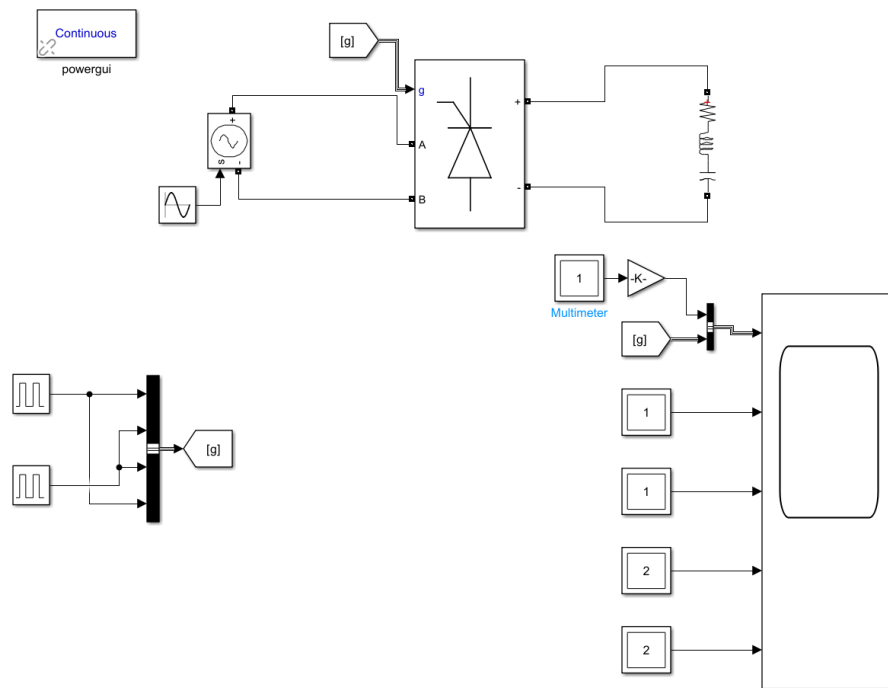 Continuous
powergui
[g]
g
+
+
A
s
-
-
B
1
-K-
Multimeter
[g]
1
[g]
1
2
2